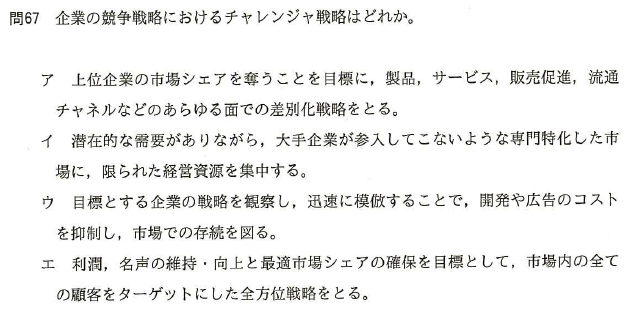 問67 企業の競争戦略におけるチャレンジャ戦略はどれか。
ア 上位企業の市場シェアを奪うことを目標に，製品，サービス，販売促進，流通
チャネルなどのあらゆる面での差別化戦略をとる。
イ 潜在的な需要がありながら，大手企業が参入してこないような専門特化した市
場に，限られた経営資源を集中する。
ウ 目標とする企業の戦略を観察し，迅速に模倣することで，開発や広告のコスト
を抑制し，市場での存続を図る。
エ 利潤，名声の維持・向上と最適市場シェアの確保を目標として，市場内の全て
の顧客をターゲットにした全方位戦略をとる。